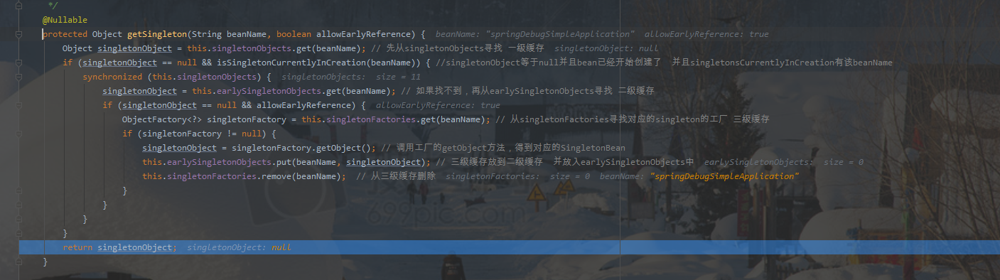 */
@Nullable
protected Object getSingleton(String beanName, boolean allowEarlyReference) { beanName: "springDebugSimpleApplication" allowEarlyReference: true
Object singletonObject = this.singletonObjects.get(beanName); // 先从singletonObjects寻找 一级缓存 singletonObject: null
if (singletonObject == null && isSingletonCurrentlyInCreation(beanName)) { //singletonObject等于null并且bean已经开始创建了 并且singletonsCurrentlyInCreation有该beanName
synchronized (this.singletonObjects) { singletonObjects: size = 11
singletonObject = this.earlySingletonObjects.get(beanName); // 如果找不到，再从earlySingletonObjects寻找 二级缓存
if (singletonObject == null && allowEarlyReference) { allowEarlyReference: true
ObjectFactory<?> singletonFactory = this.singletonFactories.get(beanName); // 从singletonFactories寻找对应的singleton的工厂 三级缓存
if (singletonFactory != null) {
singletonObject = singletonFactory.getObject(); // 调用工厂的getObject方法，得到对应的SingletonBean
this.earlySingletonObjects.put(beanName, singletonObject); // 三级缓存放到二级缓存 并放入earlySingletonObjects中 earlySingletonObjects: size = 0
this.singletonFactories.remove(beanName); // 从三级缓存删除 singletonFactories: size = 0 beanName: "springDebugSimpleApplication"
}
}
}
}
return singletonObject; singletonObject: null
}
699pic.com